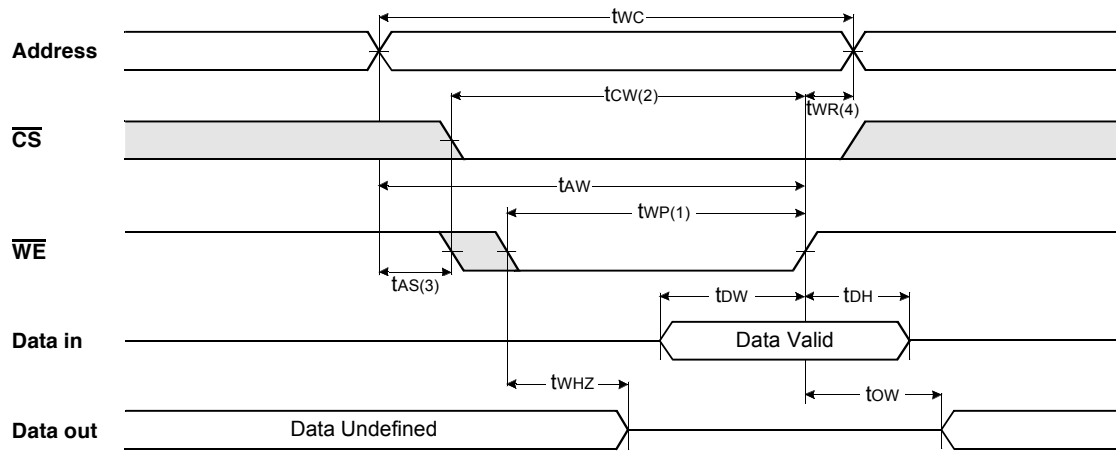 tWC
Address
tCW(2)
tWR(4)
CS
tAW
tWP(1)
WE
tAS(3)
tDW
tDH
Data in
Data Valid
tWHZ
tOW
Data out
Data Undefined